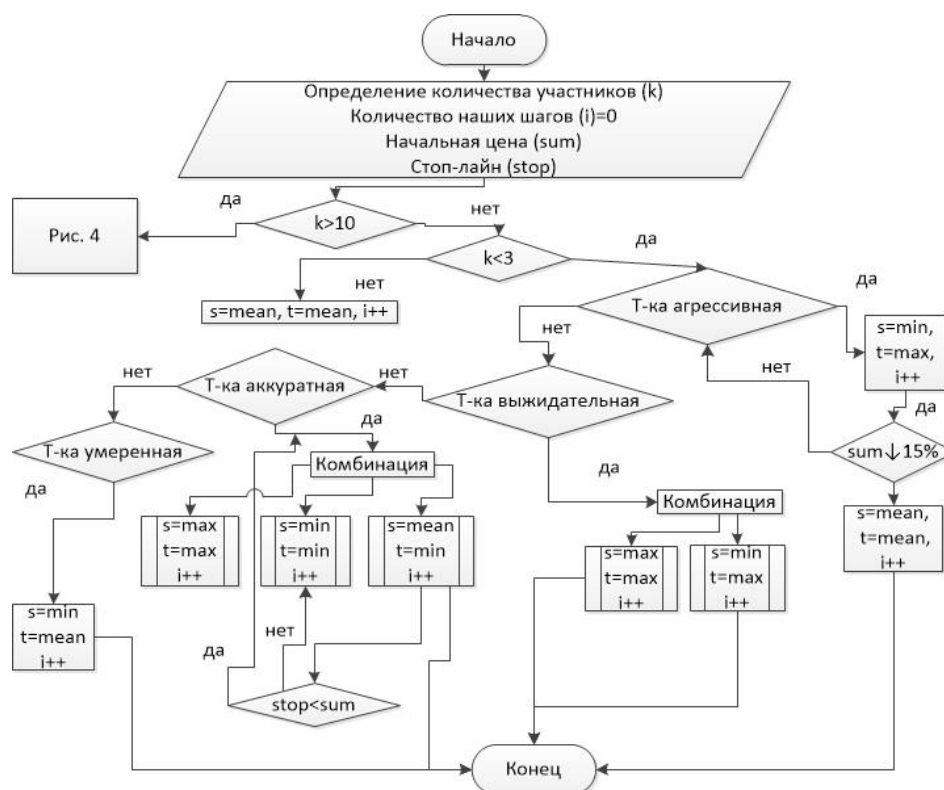 Начало
Определение количества участников (k)
Количество наших шагов (i)=0
Начальная цена (sum)
Стоп-лайн (stop)
да
Рис. 4
k>10
нет
k<3
да
нет
s=mean, t=mean, i++
Т-ка агрессивная
да
s=min,
t=max,
i++
нет
нет
да
sum↓15%
s=mean,
t=mean,
i++
Т-ка выжидательная
нет
Т-ка аккуратная
нет
да
Т-ка умеренная
да
Комбинация
s=max
t=max
i++
s=min
t=min
i++
s=mean
t=min
i++
да
Комбинация
s=max
t=max
i++
s=min
t=max
i++
s=min
t=mean
i++
да
нет
stop<sum
Конец